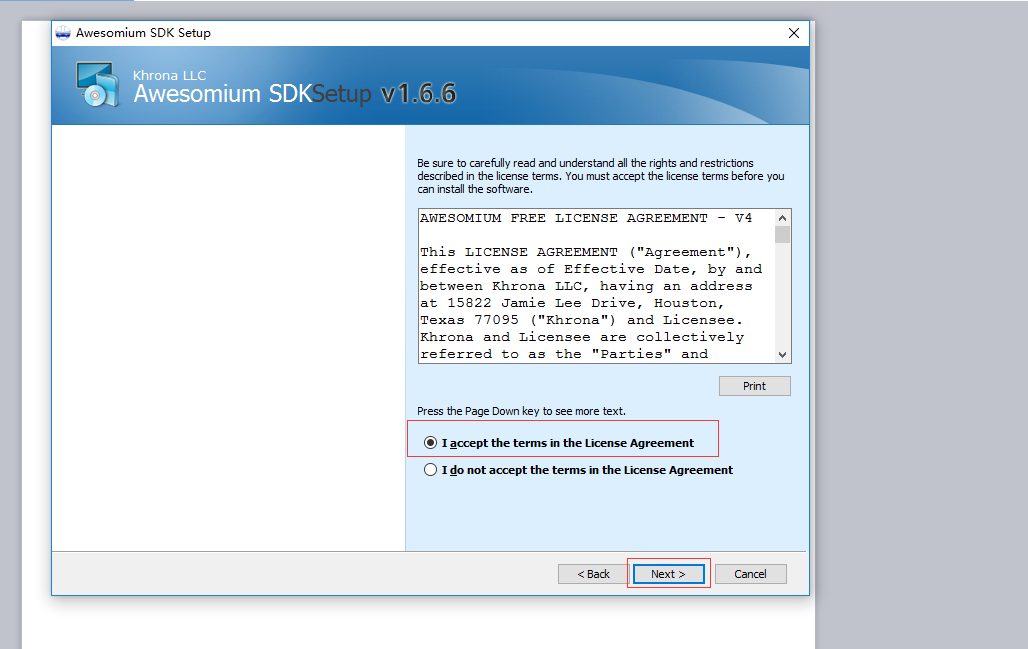 Awesomium SDK Setup
Khrona LLC
Awesomium SDKSetup v1.6.6
Be sure to carefully read and understand all the rights and restrictions
described in the license terms. You must accept the license terms before you
can install the software.
AWESOMIUM FREE LICENSE AGREEMENT - V4
This LICENSE AGREEMENT ("Agreement"),
effective as of Effective Date, by and
between Khrona LLC, having an address
at 15822 Jamie Lee Drive, Houston,
Texas 77095 ("Khrona") and Licensee.
Khrona and Licensee are collectively
referred to as the "Parties" and
Print
Press the Page Down key to see more text.
I accept the terms in the License Agreement
I do not accept the terms in the License Agreement
< Back Next > Cancel